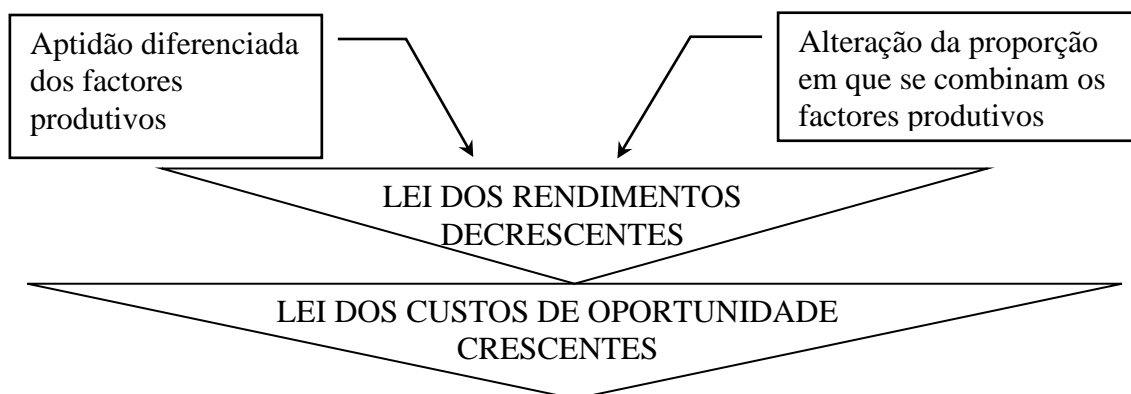 Aptidão diferenciada
dos factores
produtivos
Alteração da proporção
em que se combinam os
factores produtivos
LEI DOS RENDIMENTOS
DECRESCENTES
LEI DOS CUSTOS DE OPORTUNIDADE
CRESCENTES